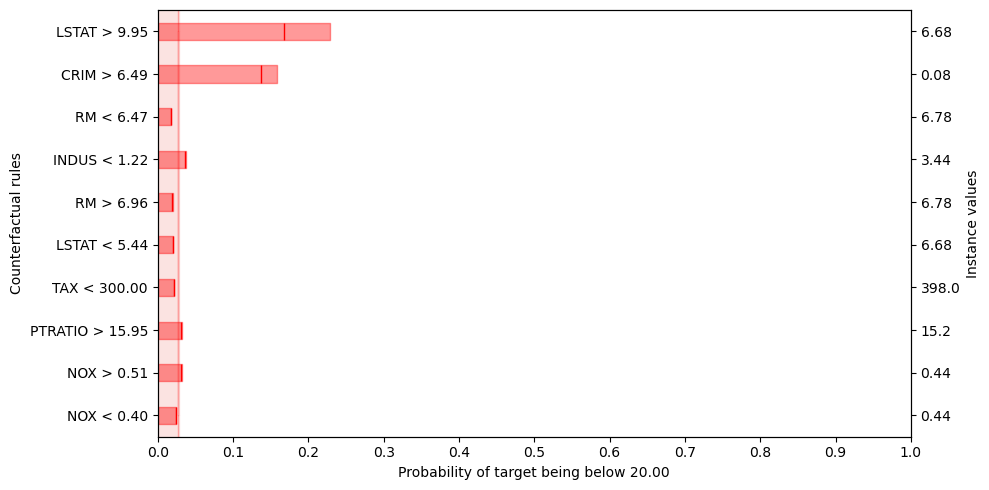 LSTAT > 9.95
6.68
CRIM > 6.49
0.08
RM < 6.47
6.78
INDUS < 1.22
3.44
RM > 6.96
6.78
LSTAT < 5.44
6.68
TAX < 300.00
398.0
PTRATIO > 15.95
15.2
NOX > 0.51
0.44
NOX < 0.40
0.44
Counterfactual rules
Instance values
0.0 0.1 0.2 0.3 0.4 0.5 0.6 0.7 0.8 0.9 1.0
Probability of target being below 20.00